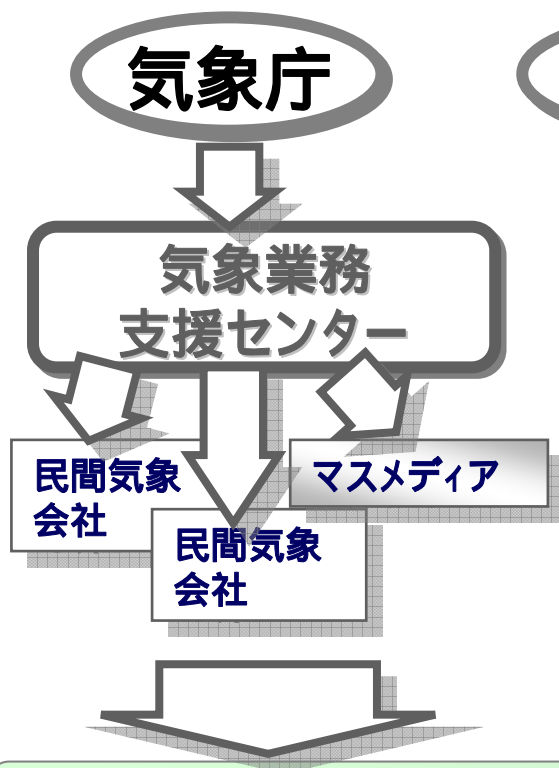 気象庁
気象業務
支援センター
民間気象
会社
マスメディア
民間気象
会社